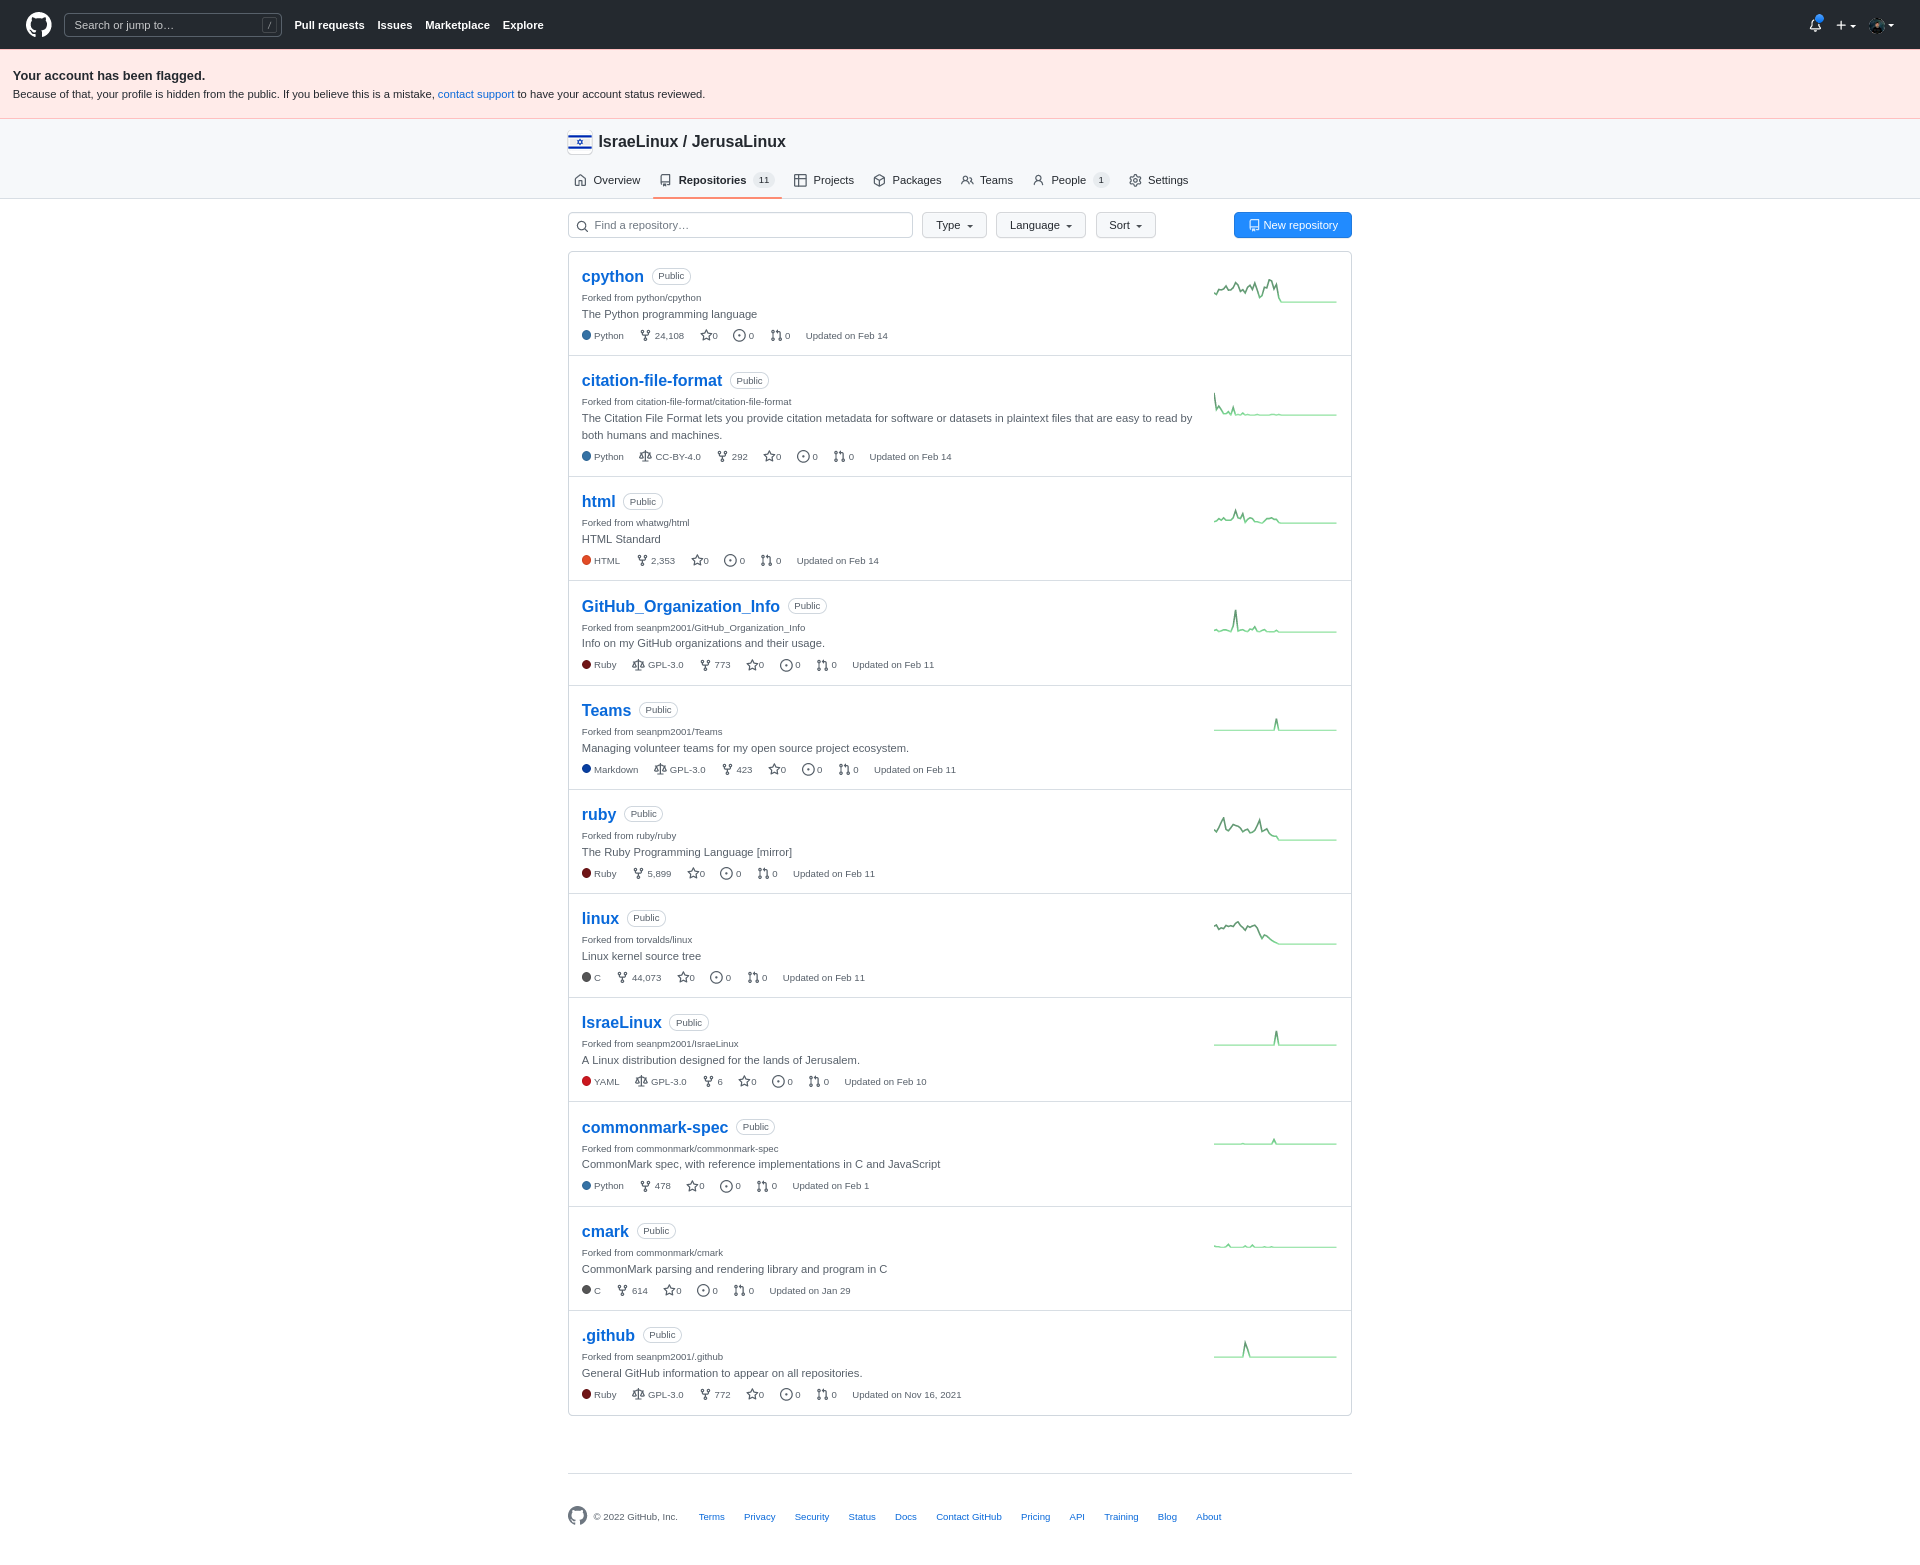 Search or jump to… /
Pull requests Issues Marketplace Explore
Your account has been flagged.
Because of that, your profile is hidden from the public. If you believe this is a mistake, contact support to have your account status reviewed.
IsraeLinux / JerusaLinux
Overview Repositories 11 Projects Packages Teams People 1 Settings
Find a repository… Type Language Sort New repository
cpython Public
Forked from python/cpython
The Python programming language
Python 24,108 0 0 0 Updated on Feb 14
citation-file-format Public
Forked from citation-file-format/citation-file-format
The Citation File Format lets you provide citation metadata for software or datasets in plaintext files that are easy to read by
both humans and machines.
Python CC-BY-4.0 292 0 0 0 Updated on Feb 14
html Public
Forked from whatwg/html
HTML Standard
HTML 2,353 0 0 0 Updated on Feb 14
GitHub_Organization_Info Public
Forked from seanpm2001/GitHub_Organization_Info
Info on my GitHub organizations and their usage.
Ruby GPL-3.0 773 0 0 0 Updated on Feb 11
Teams Public
Forked from seanpm2001/Teams
Managing volunteer teams for my open source project ecosystem.
Markdown GPL-3.0 423 0 0 0 Updated on Feb 11
ruby Public
Forked from ruby/ruby
The Ruby Programming Language [mirror]
Ruby 5,899 0 0 0 Updated on Feb 11
linux Public
Forked from torvalds/linux
Linux kernel source tree
C 44,073 0 0 0 Updated on Feb 11
IsraeLinux Public
Forked from seanpm2001/IsraeLinux
A Linux distribution designed for the lands of Jerusalem.
YAML GPL-3.0 6 0 0 0 Updated on Feb 10
commonmark-spec Public
Forked from commonmark/commonmark-spec
CommonMark spec, with reference implementations in C and JavaScript
Python 478 0 0 0 Updated on Feb 1
cmark Public
Forked from commonmark/cmark
CommonMark parsing and rendering library and program in C
C 614 0 0 0 Updated on Jan 29
.github Public
Forked from seanpm2001/.github
General GitHub information to appear on all repositories.
Ruby GPL-3.0 772 0 0 0 Updated on Nov 16, 2021
© 2022 GitHub, Inc. Terms Privacy Security Status Docs Contact GitHub Pricing API Training Blog About